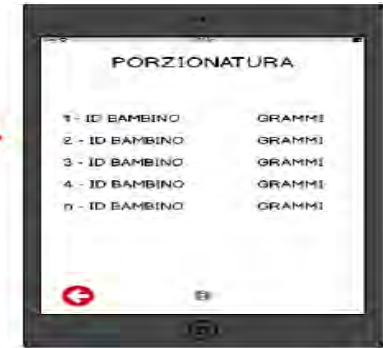 PORZIONATURA
1 - ID BAMBINO GRAMMI
2 - ID BAMBINO GRAMMI
3 - ID BAMBINO GRAMMI
4 - ID BAMBINO GRAMMI
n - ID BAMBINO GRAMMI